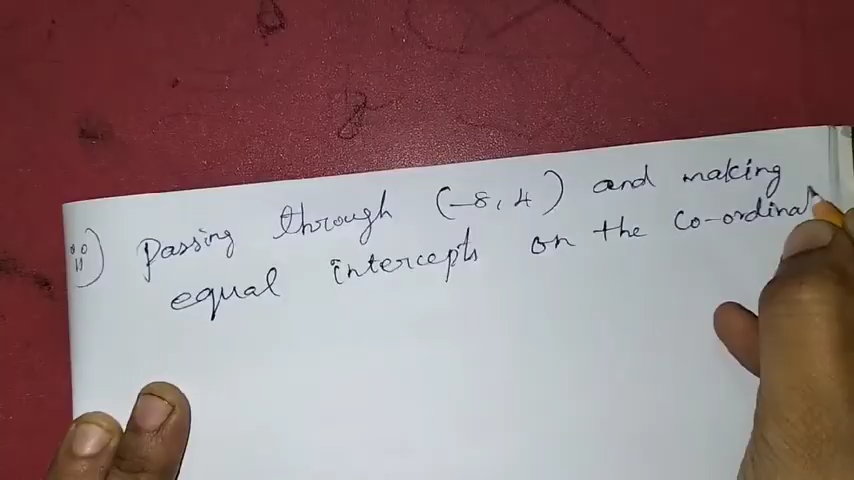 ii) Passing through (-8, 4) and making
equal intercepts on the Co-ordina